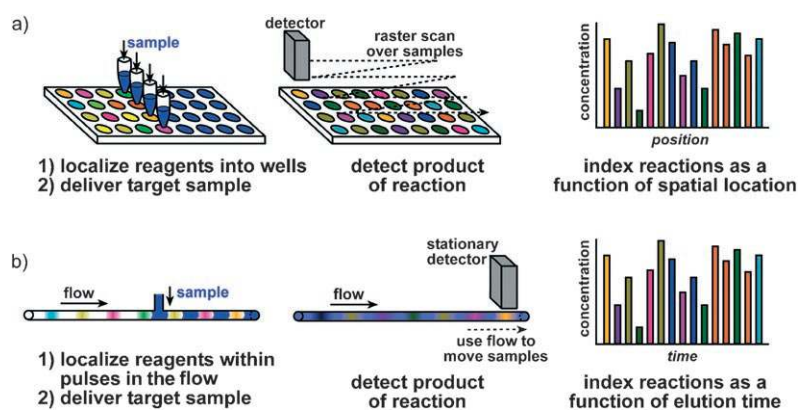 a)
sample
detector
raster scan
over samples
concentration
position
1) localize reagents into wells
2) deliver target sample
detect product
of reaction
index reactions as a
function of spatial location
b)
flow
sample
stationary
detector
flow
use flow to
move samples
concentration
time
1) localize reagents within
pulses in the flow
2) deliver target sample
detect product
of reaction
index reactions as a
function of elution time